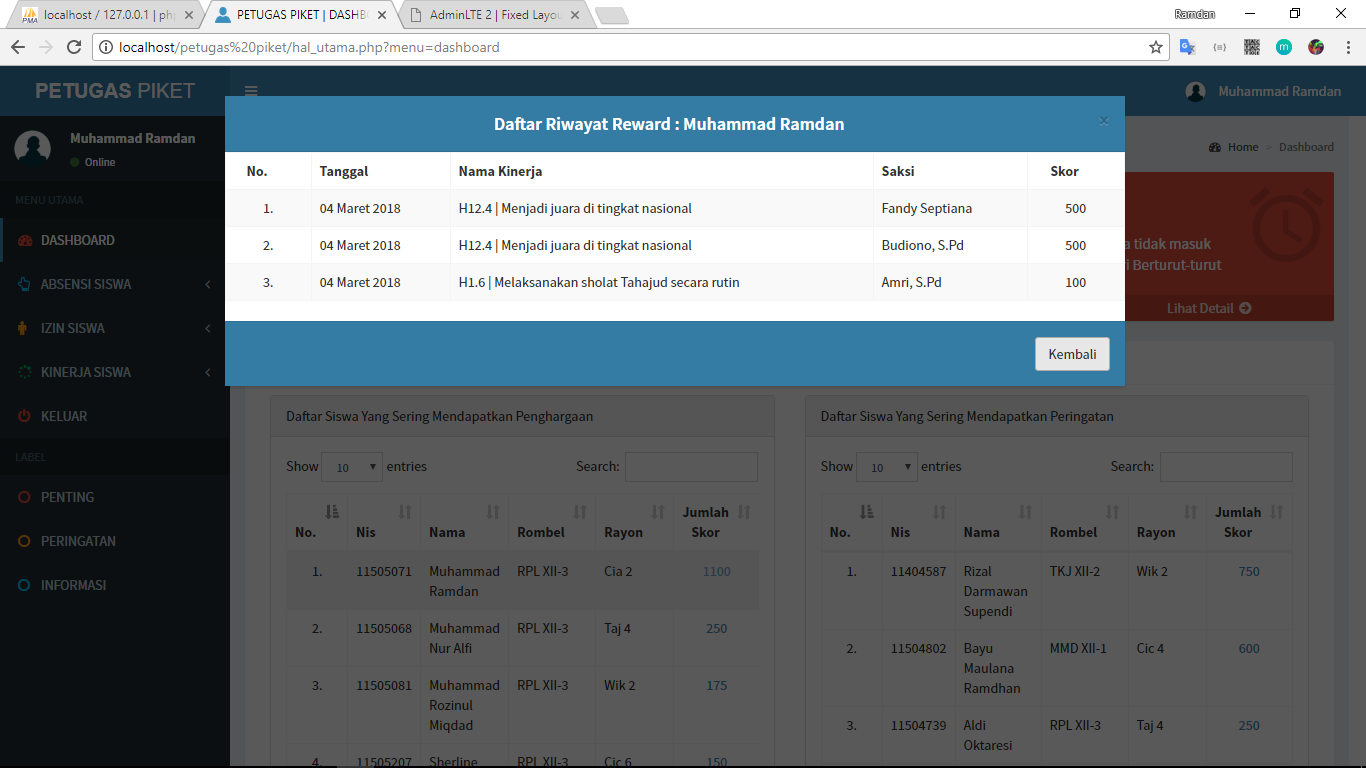 localhost / 127.0.0.1 | ph
PETUGAS PIKET | DASHB
AdminLTE 2 | Fixed Layou
Ramdan
localhost/petugas%20piket/hal_utama.php?menu=dashboard
PETUGAS PIKET
Muhammad Ramdan
Muhammad Ramdan
Online
Home > Dashboard
MENU UTAMA
DASHBOARD
ABSENSI SISWA
IZIN SISWA
KINERJA SISWA
KELUAR
LABEL
PENTING
PERINGATAN
INFORMASI
Daftar Riwayat Reward : Muhammad Ramdan
×
No. Tanggal Nama Kinerja Saksi Skor
1. 04 Maret 2018 H12.4 | Menjadi juara di tingkat nasional Fandy Septiana 500
2. 04 Maret 2018 H12.4 | Menjadi juara di tingkat nasional Budiono, S.Pd 500
3. 04 Maret 2018 H1.6 | Melaksanakan sholat Tahajud secara rutin Amri, S.Pd 100
Kembali
a tidak masuk
i Berturut-turut
Lihat Detail
Daftar Siswa Yang Sering Mendapatkan Penghargaan
Show 10 entries Search:
No. Nis Nama Rombel Rayon Jumlah Skor
1. 11505071 Muhammad Ramdan RPL XII-3 Cia 2 1100
2. 11505068 Muhammad Nur Alfi RPL XII-3 Taj 4 250
3. 11505081 Muhammad Rozinul Miqdad RPL XII-3 Wik 2 175
4. 11505207 Sherline RPL XII-3 Cic 6 150
Daftar Siswa Yang Sering Mendapatkan Peringatan
Show 10 entries Search:
No. Nis Nama Rombel Rayon Jumlah Skor
1. 11404587 Rizal Darmawan Supendi TKJ XII-2 Wik 2 750
2. 11504802 Bayu Maulana Ramdhan MMD XII-1 Cic 4 600
3. 11504739 Aldi Oktaresi RPL XII-3 Taj 4 250